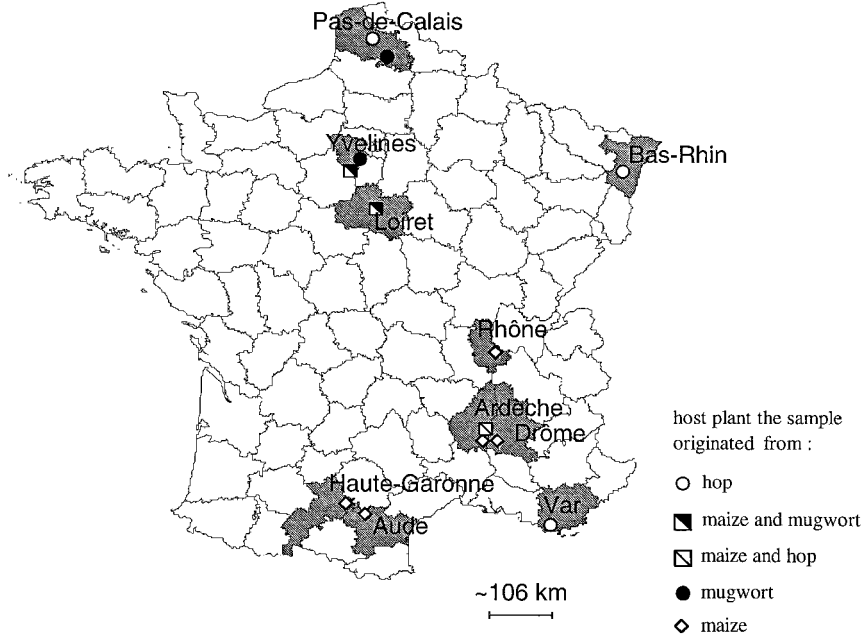 Pas-de-Calais
Yvelines
Bas-Rhin
Loiret
Rhône
Ardèche
Drôme
Haute-Garonne
Aude
Var
host plant the sample
originated from :
hop
maize and mugwort
maize and hop
mugwort
maize
~106 km